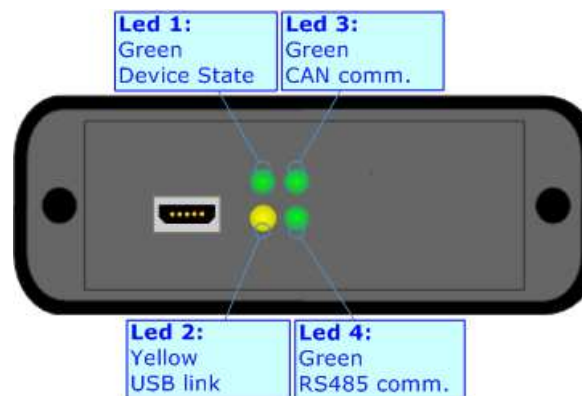 Led 1:
Green
Device State
Led 3:
Green
CAN comm.
Led 2:
Yellow
USB link
Led 4:
Green
RS485 comm.